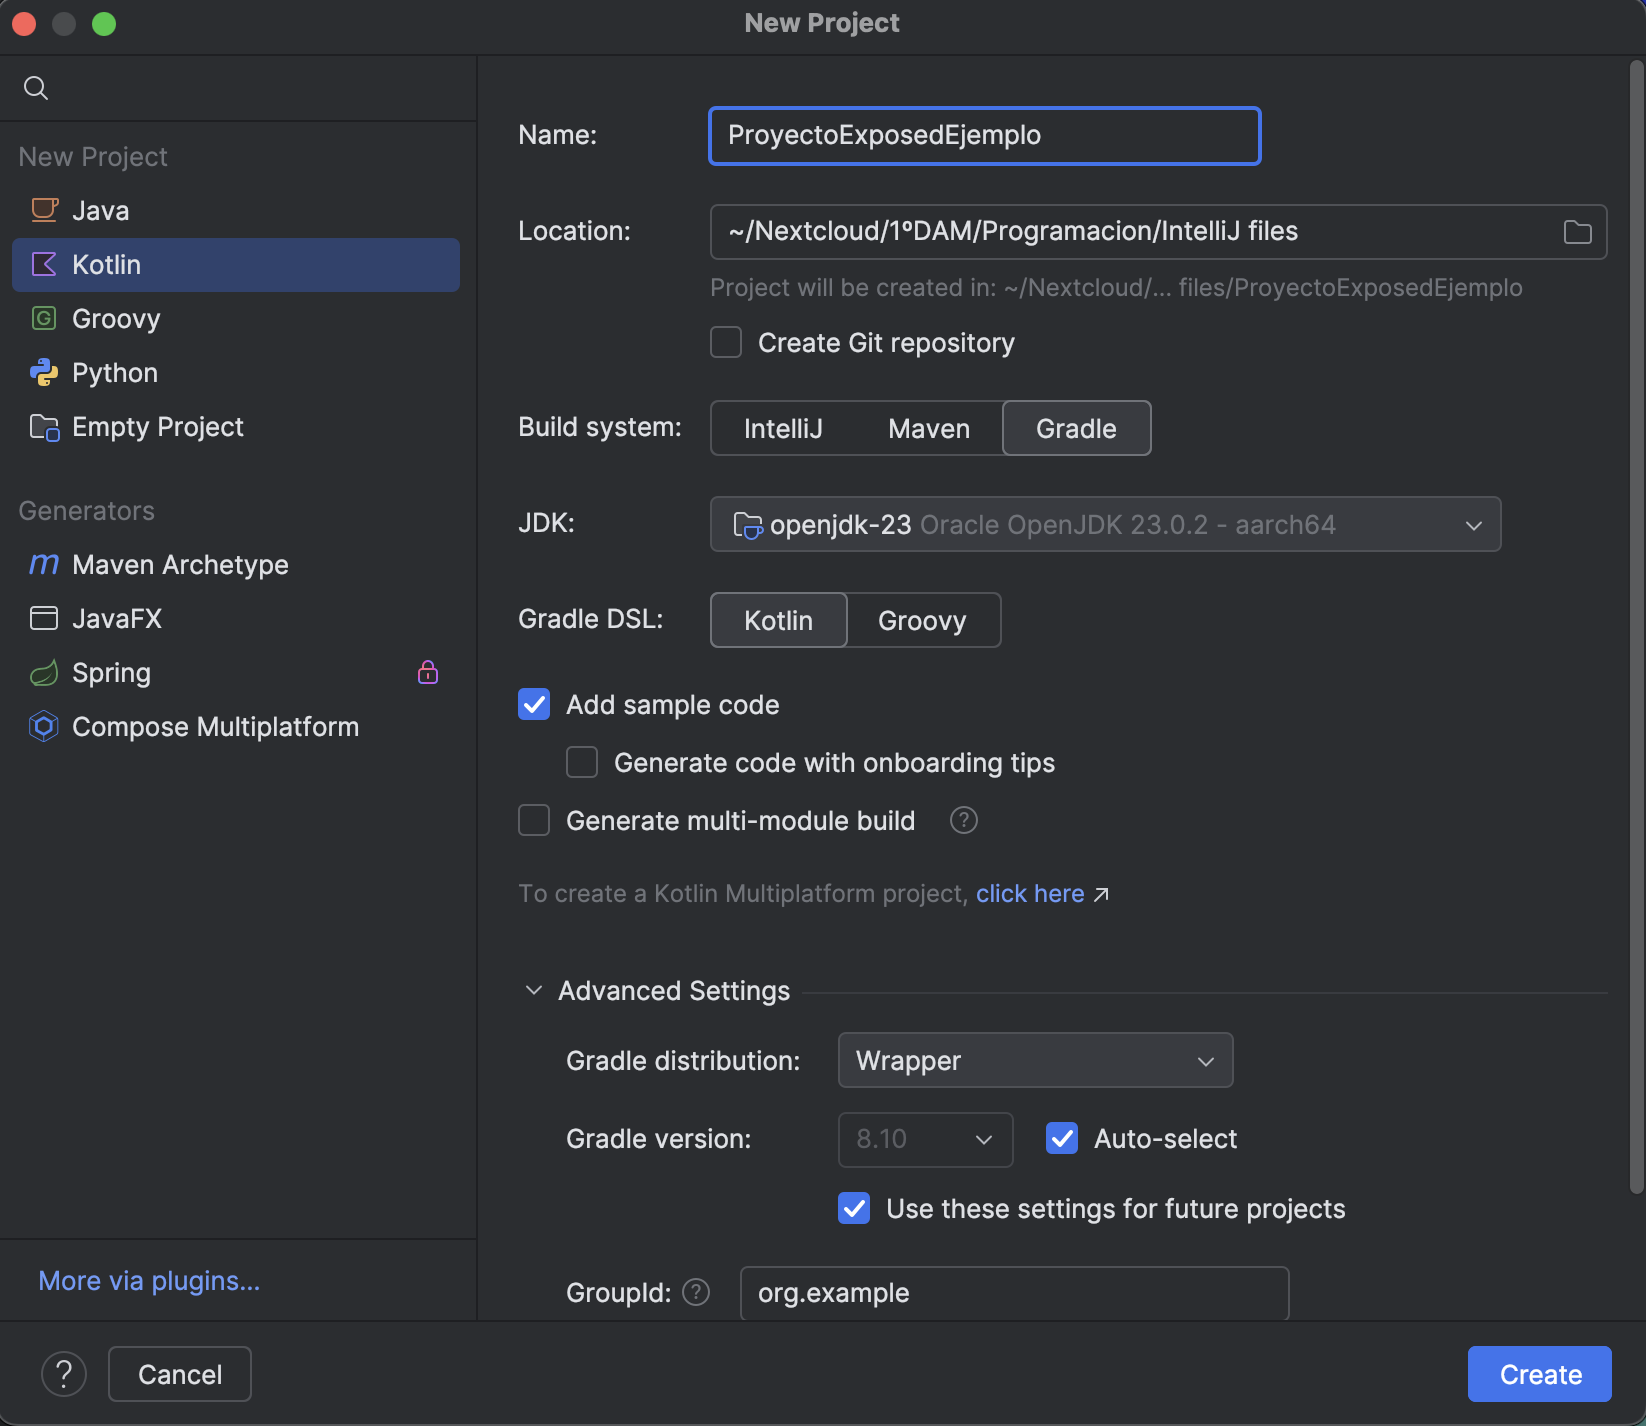 New Project
New Project
Java
Kotlin
Groovy
Python
Empty Project
Generators
Maven Archetype
JavaFX
Spring
Compose Multiplatform
More via plugins...
Name: ProyectoExposedEjemplo
Location: ~/Nextcloud/1ºDAM/Programacion/IntelliJ files
Project will be created in: ~/Nextcloud/... files/ProyectoExposedEjemplo
Create Git repository
Build system: IntelliJ Maven Gradle
JDK: openjdk-23 Oracle OpenJDK 23.0.2 - aarch64
Gradle DSL: Kotlin Groovy
Add sample code
Generate code with onboarding tips
Generate multi-module build ?
To create a Kotlin Multiplatform project, click here ↗
Advanced Settings
Gradle distribution: Wrapper
Gradle version: 8.10 Auto-select
Use these settings for future projects
GroupId: ? org.example
? Cancel Create